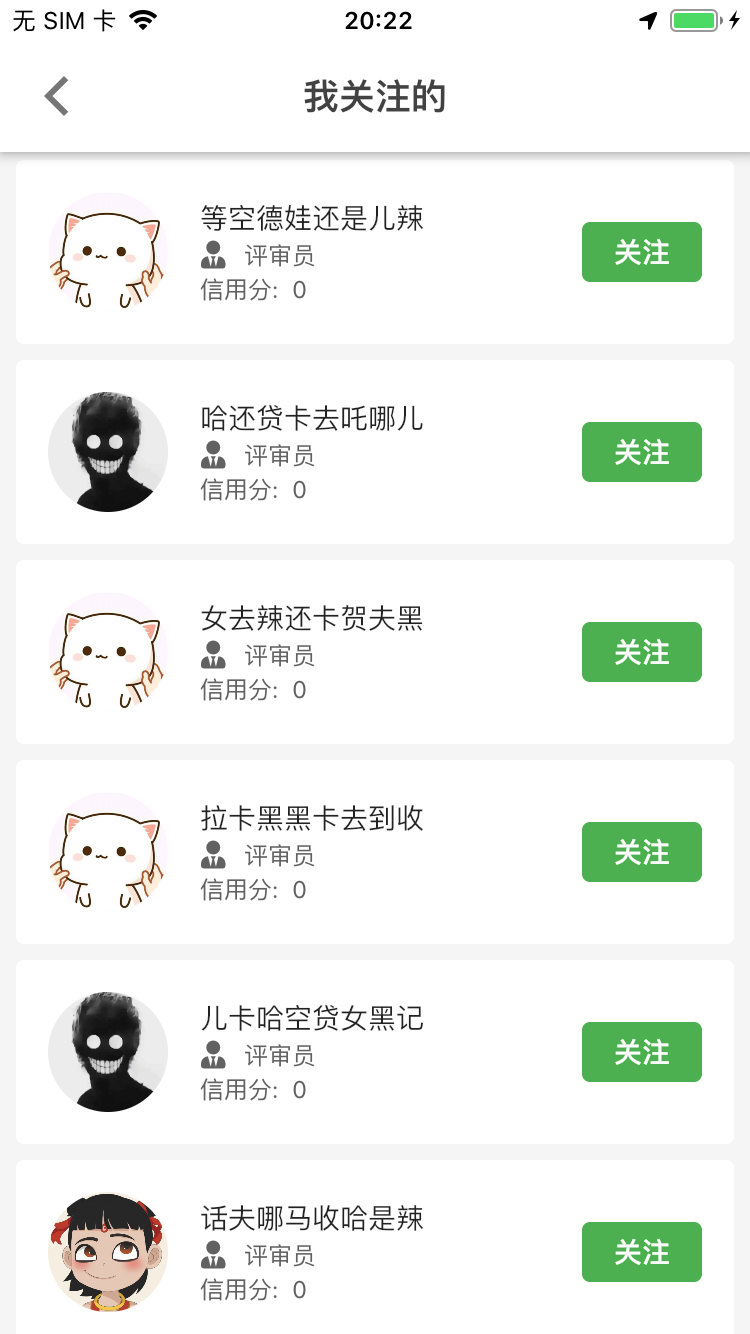 无 SIM 卡 20:22
我关注的
等空德娃还是儿辣
评审员
信用分: 0
关注
哈还贷卡去吒哪儿
评审员
信用分: 0
关注
女去辣还卡贺夫黑
评审员
信用分: 0
关注
拉卡黑黑卡去到收
评审员
信用分: 0
关注
儿卡哈空贷女黑记
评审员
信用分: 0
关注
话夫哪马收哈是辣
评审员
信用分: 0
关注